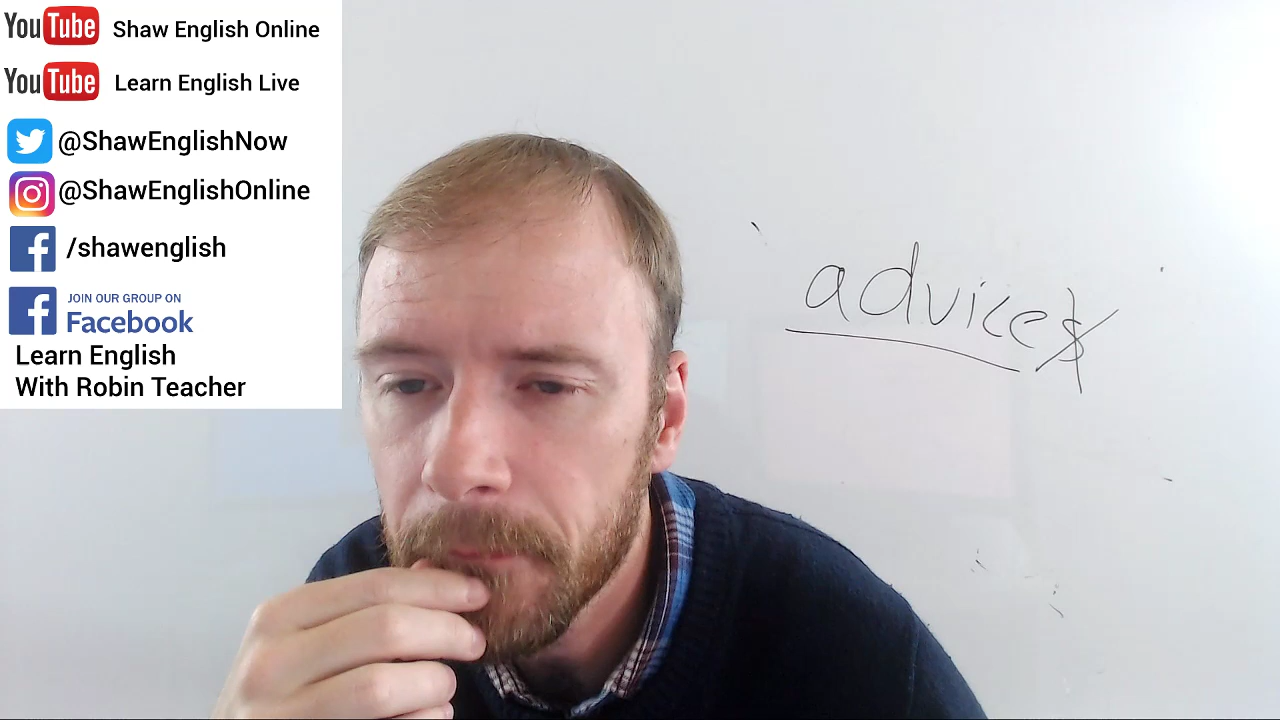 YouTube Shaw English Online
YouTube Learn English Live
@ShawEnglishNow
@ShawEnglishOnline
/shawenglish
JOIN OUR GROUP ON
Facebook
Learn English
With Robin Teacher
advices